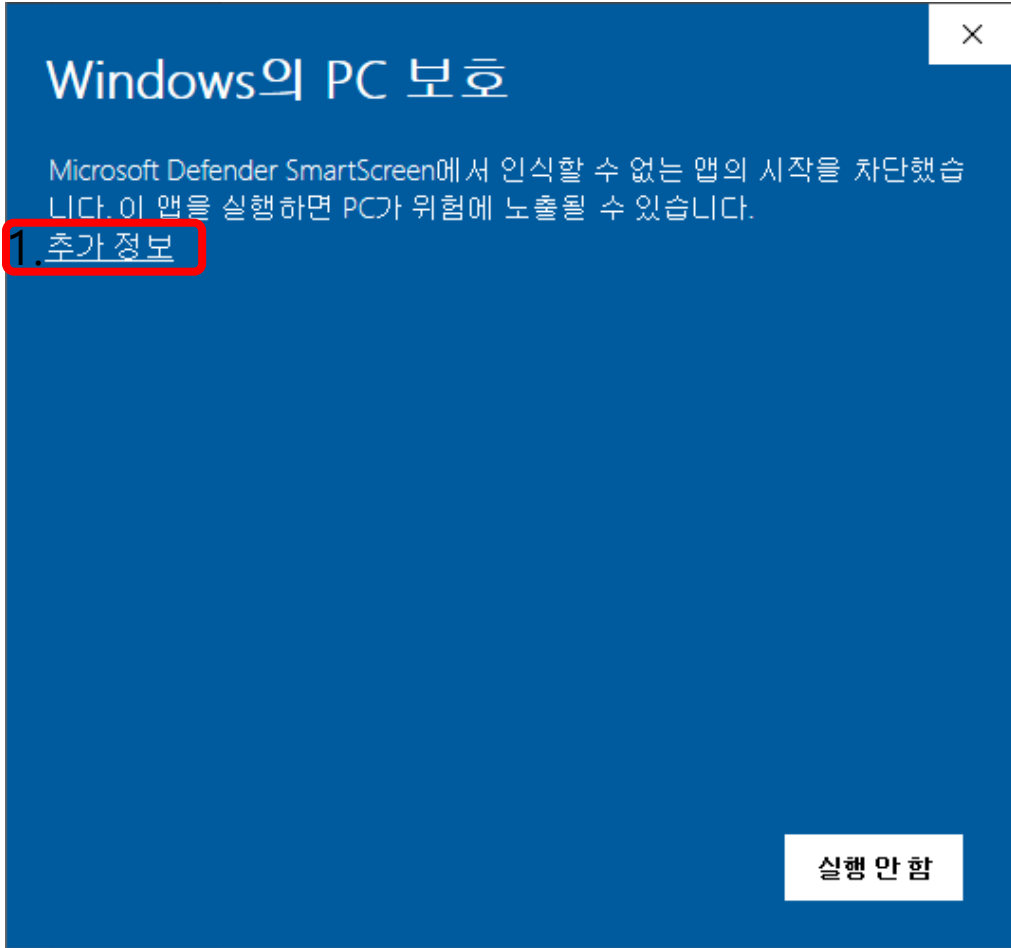 Windows의 PC 보호
Microsoft Defender SmartScreen에서 인식할 수 없는 앱의 시작을 차단했습
니다. 이 앱을 실행하면 PC가 위험에 노출될 수 있습니다.
1.추가 정보
실행 안 함